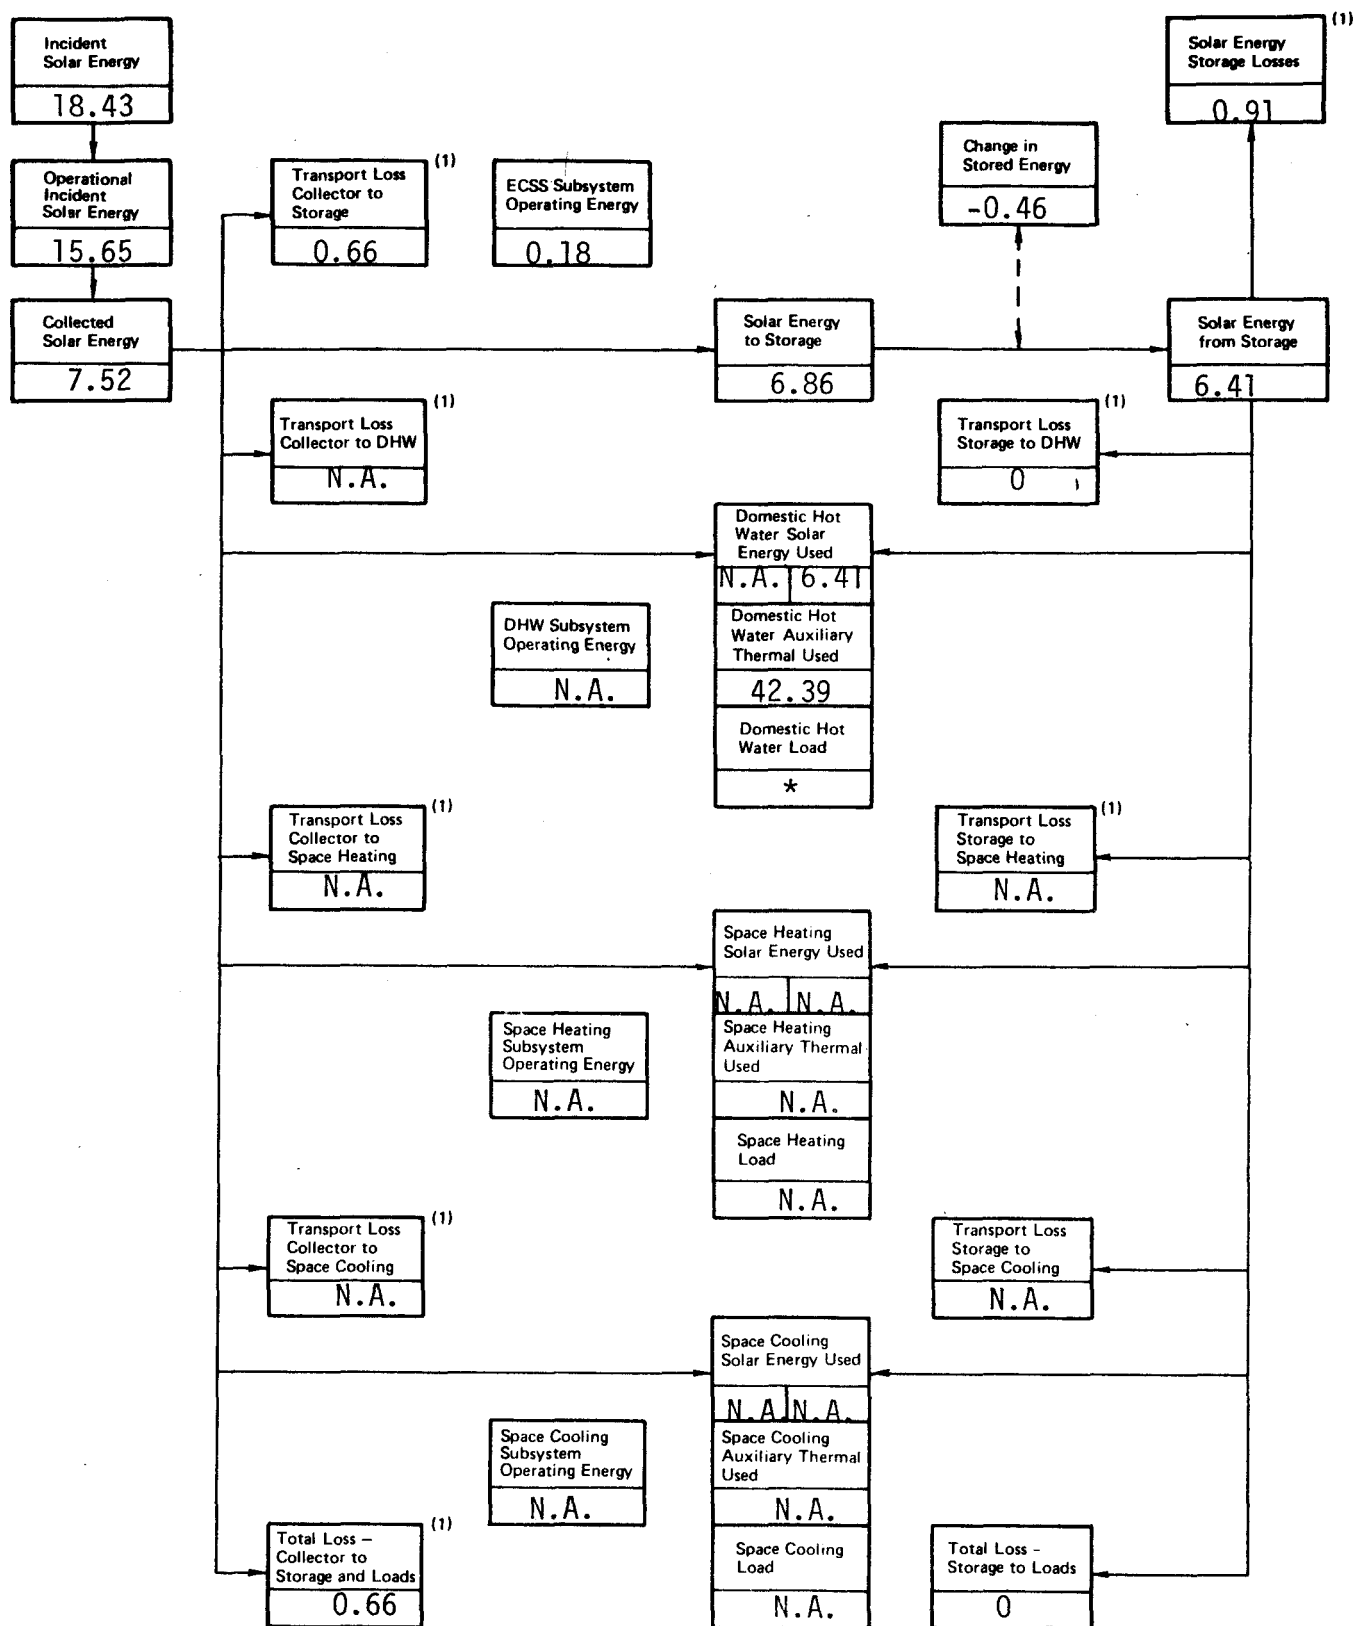 Incident
Solar Energy
18.43
(1)
Solar Energy
Storage Losses
0.91
Operational
Incident
Solar Energy
15.65
(1)
Transport Loss
Collector to
Storage
0.66
ECSS Subsystem
Operating Energy
0.18
Change in
Stored Energy
-0.46
Collected
Solar Energy
7.52
Solar Energy
to Storage
6.86
Solar Energy
from Storage
6.41
(1)
Transport Loss
Collector to DHW
N.A.
(1)
Transport Loss
Storage to DHW
0
Domestic Hot
Water Solar
Energy Used
N.A. 6.41
DHW Subsystem
Operating Energy
N.A.
Domestic Hot
Water Auxiliary
Thermal Used
42.39
Domestic Hot
Water Load
*
(1)
Transport Loss
Collector to
Space Heating
N.A.
(1)
Transport Loss
Storage to
Space Heating
N.A.
Space Heating
Solar Energy Used
N.A. N.A.
Space Heating
Subsystem
Operating Energy
N.A.
Space Heating
Auxiliary Thermal
Used
N.A.
Space Heating
Load
N.A.
(1)
Transport Loss
Collector to
Space Cooling
N.A.
Transport Loss
Storage to
Space Cooling
N.A.
Space Cooling
Solar Energy Used
N.A. N.A.
Space Cooling
Subsystem
Operating Energy
N.A.
Space Cooling
Auxiliary Thermal
Used
N.A.
(1)
Total Loss –
Collector to
Storage and Loads
0.66
Space Cooling
Load
N.A.
Total Loss -
Storage to Loads
0